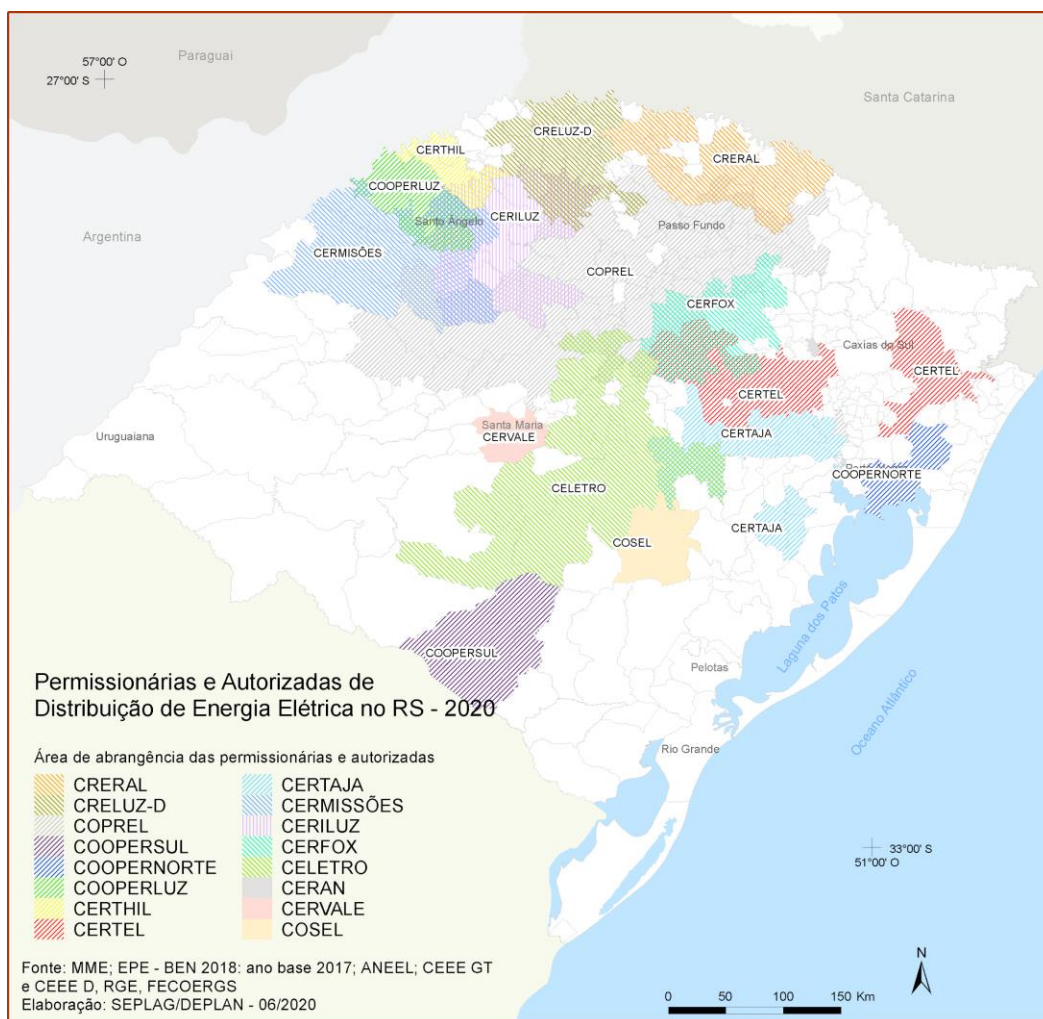 Paraguai
57°00' O
27°00' S
Santa Catarina
Argentina
CRELUZ-D
CERTHIL
CRERAL
COOPERLUZ
Santo Ângelo
CERILUZ
Passo Fundo
CERMISÕES
COPREL
CERFOX
Caxias do Sul
CERTEL
CERTEL
Santa Maria
CERVALE
CERTAJA
Uruguaiana
COOPERNORTE
CELETRO
CERTAJA
COSEL
Laguna dos Patos
COOPERSUL
Pelotas
Oceano Atlântico
Rio Grande
Permissionárias e Autorizadas de
Distribuição de Energia Elétrica no RS - 2020
Área de abrangência das permissionárias e autorizadas
CRERAL
CRELUZ-D
COPREL
COOPERSUL
COOPERNORTE
COOPERLUZ
CERTHIL
CERTEL
CERTAJA
CERMISSÕES
CERILUZ
CERFOX
CELETRO
CERAN
CERVALE
COSEL
33°00' S
51°00' O
Fonte: MME; EPE - BEN 2018: ano base 2017; ANEEL; CEEE GT
e CEEE D, RGE, FECOERGS
Elaboração: SEPLAG/DEPLAN - 06/2020
N
0 50 100 150 Km